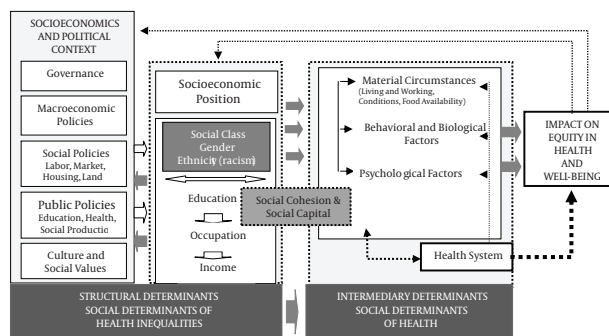 SOCIOECONOMICS
AND POLITICAL
CONTEXT
Governance
Macroeconomic
Policies
Social Policies
Labor, Market,
Housing, Land
Public Policies
Education, Health,
Social Productio
Culture and
Social Values
Socioeconomic
Position
Social Class
Gender
Ethnicity (racism)
Education
Occupation
Income
Social Cohesion &
Social Capital
Material Circumstances
(Living and Working,
Conditions, Food Availability)
Behavioral and Biological
Factors
Psychological Factors
Health System
IMPACT ON
EQUITY IN
HEALTH
AND
WELL-BEING
STRUCTURAL DETERMINANTS
SOCIAL DETERMINANTS OF
HEALTH INEQUALITIES
INTERMEDIARY DETERMINANTS
SOCIAL DETERMINANTS
OF HEALTH